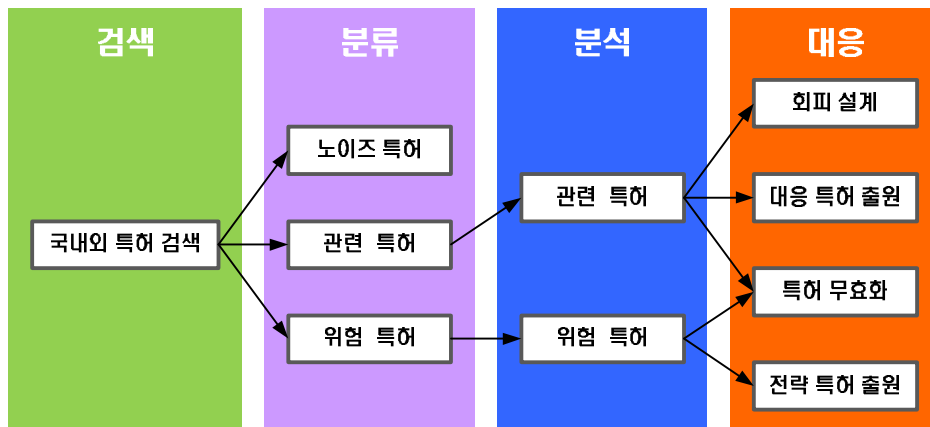 검색
국내외 특허 검색
분류
노이즈 특허
관련 특허
위험 특허
분석
관련 특허
위험 특허
대응
회피 설계
대응 특허 출원
특허 무효화
전략 특허 출원